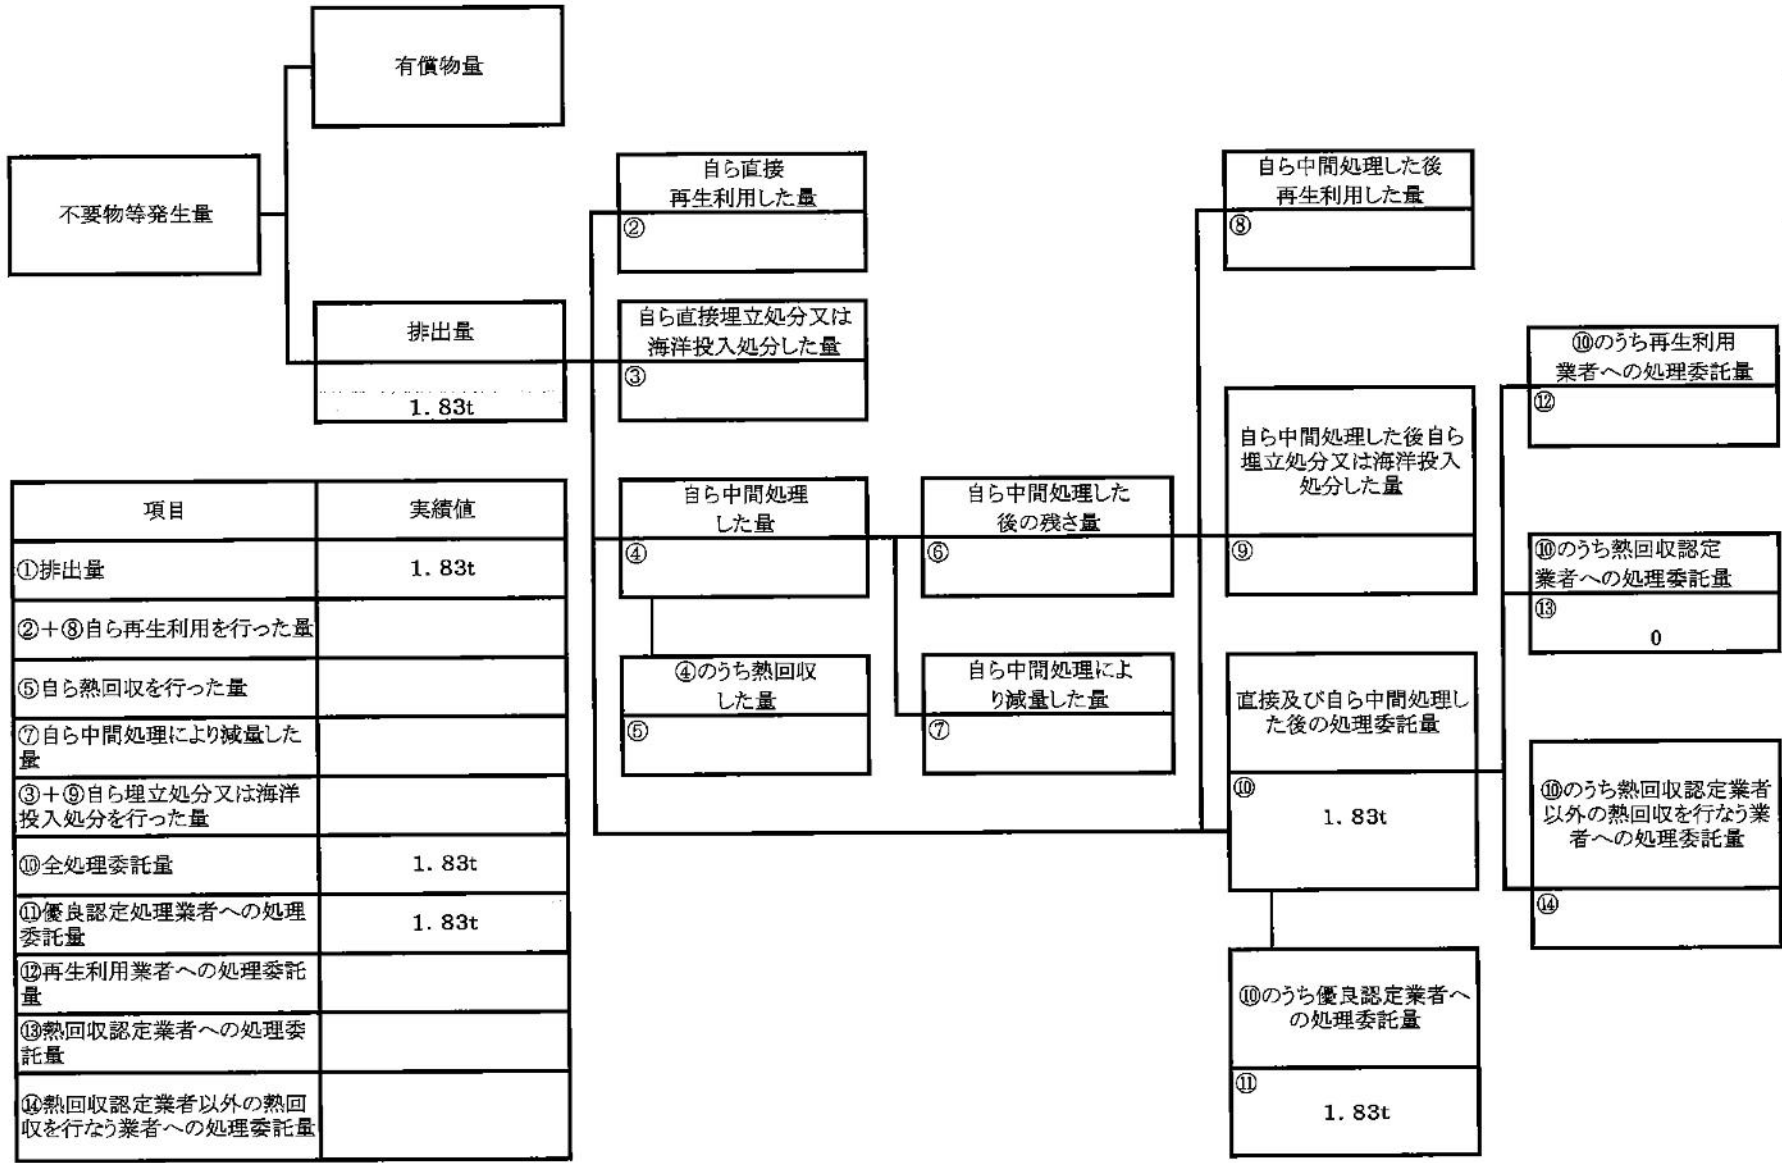 有償物量
不要物等発生量
排出量
1. 83t
自ら直接
再生利用した量
②
自ら直接埋立処分又は
海洋投入処分した量
③
自ら中間処理
した量
④
④のうち熱回収
した量
⑤
自ら中間処理した
後の残さ量
⑥
自ら中間処理によ
り減量した量
⑦
自ら中間処理した後
再生利用した量
⑧
自ら中間処理した後自ら
埋立処分又は海洋投入
処分した量
⑨
直接及び自ら中間処理し
た後の処理委託量
⑩
1. 83t
⑩のうち優良認定業者へ
の処理委託量
⑪
1. 83t
⑩のうち再生利用
業者への処理委託量
⑫
⑩のうち熱回収認定
業者への処理委託量
⑬
0
⑩のうち熱回収認定業者
以外の熱回収を行なう業
者への処理委託量
⑭
項目 実績値
①排出量 1. 83t
②+⑧自ら再生利用を行った量
⑤自ら熱回収を行った量
⑦自ら中間処理により減量した
量
③+⑨自ら埋立処分又は海洋
投入処分を行った量
⑩全処理委託量 1. 83t
⑪優良認定処理業者への処理
委託量 1. 83t
⑫再生利用業者への処理委託
量
⑬熱回収認定業者への処理委
託量
⑭熱回収認定業者以外の熱回
収を行なう業者への処理委託量